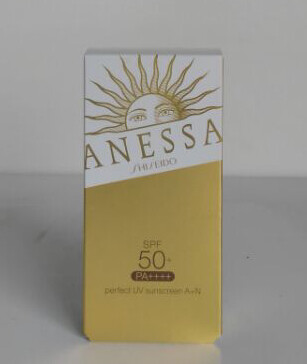 ANESSA
SHISEIDO
SPF
50+
PA++++
perfect UV sunscreen A+N